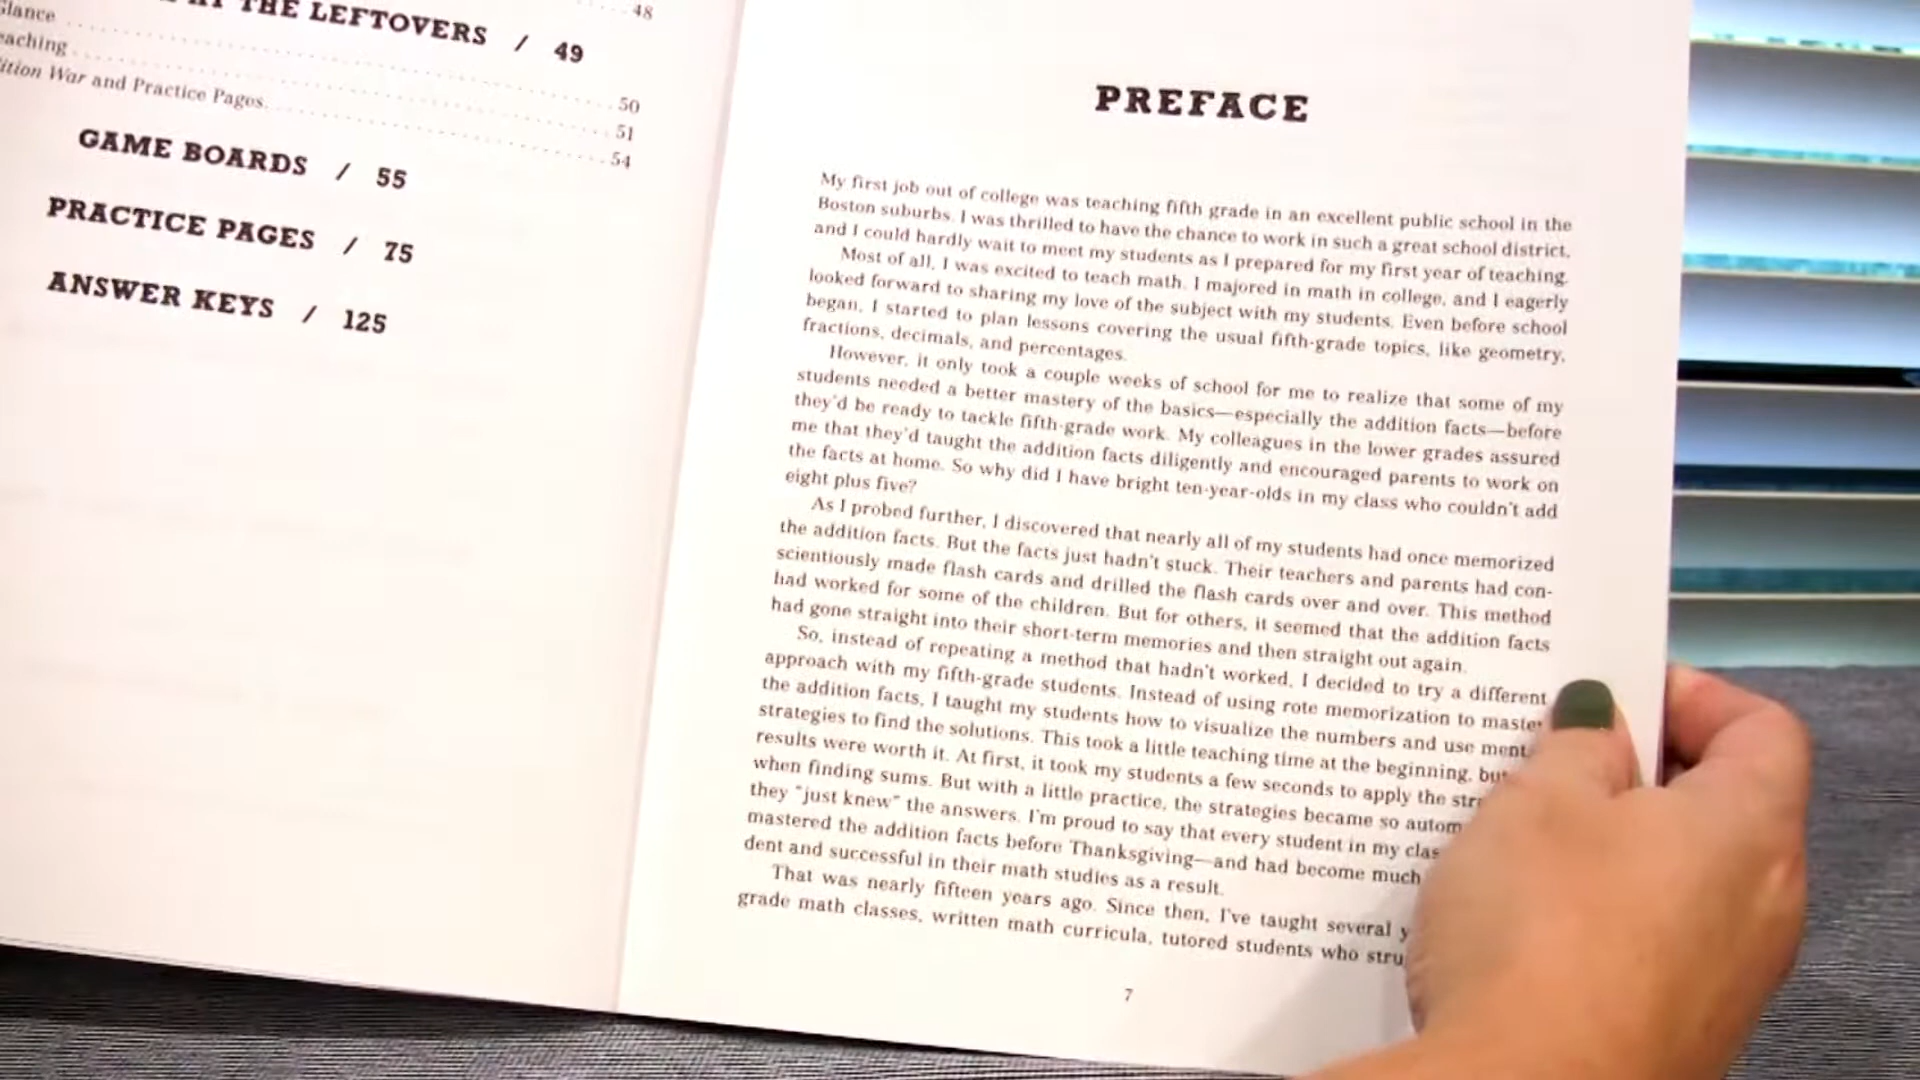 48
AT THE LEFTOVERS / 49
Glance 50
eaching 51
ition War and Practice Pages 54
GAME BOARDS / 55
PRACTICE PAGES / 75
ANSWER KEYS / 125
PREFACE
My first job out of college was teaching fifth grade in an excellent public school in the
Boston suburbs. I was thrilled to have the chance to work in such a great school district,
and I could hardly wait to meet my students as I prepared for my first year of teaching.
Most of all, I was excited to teach math. I majored in math in college, and I eagerly
looked forward to sharing my love of the subject with my students. Even before school
began, I started to plan lessons covering the usual fifth-grade topics, like geometry,
fractions, decimals, and percentages.
However, it only took a couple weeks of school for me to realize that some of my
students needed a better mastery of the basics—especially the addition facts—before
they'd be ready to tackle fifth-grade work. My colleagues in the lower grades assured
me that they'd taught the addition facts diligently and encouraged parents to work on
the facts at home. So why did I have bright ten-year-olds in my class who couldn't add
eight plus five?
As I probed further, I discovered that nearly all of my students had once memorized
the addition facts. But the facts just hadn't stuck. Their teachers and parents had con-
scientiously made flash cards and drilled the flash cards over and over. This method
had worked for some of the children. But for others, it seemed that the addition facts
had gone straight into their short-term memories and then straight out again.
So, instead of repeating a method that hadn't worked, I decided to try a different
approach with my fifth-grade students. Instead of using rote memorization to master
the addition facts, I taught my students how to visualize the numbers and use ment
strategies to find the solutions. This took a little teaching time at the beginning, but
results were worth it. At first, it took my students a few seconds to apply the stra
when finding sums. But with a little practice, the strategies became so autom
they "just knew" the answers. I'm proud to say that every student in my clas
mastered the addition facts before Thanksgiving—and had become much
dent and successful in their math studies as a result.
That was nearly fifteen years ago. Since then, I've taught several y
grade math classes, written math curricula, tutored students who stru
7